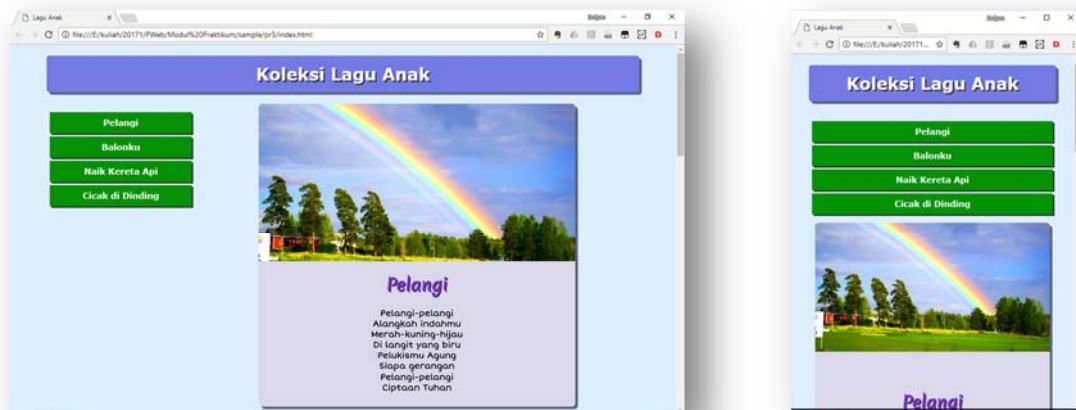 Lagu Anak
file:///E:/kuliah/20171/PWeb/Modul%20Praktikum/sample/pr3/index.html
Koleksi Lagu Anak
Pelangi
Balonku
Naik Kereta Api
Cicak di Dinding
Pelangi
Pelangi-pelangi
Alangkah indahmu
Merah-kuning-hijau
Di langit yang biru
Pelukismu Agung
Siapa gerangan
Pelangi-pelangi
Ciptaan Tuhan
Lagu Anak
file:///E:/kuliah/20171...
Koleksi Lagu Anak
Pelangi
Balonku
Naik Kereta Api
Cicak di Dinding
Pelangi